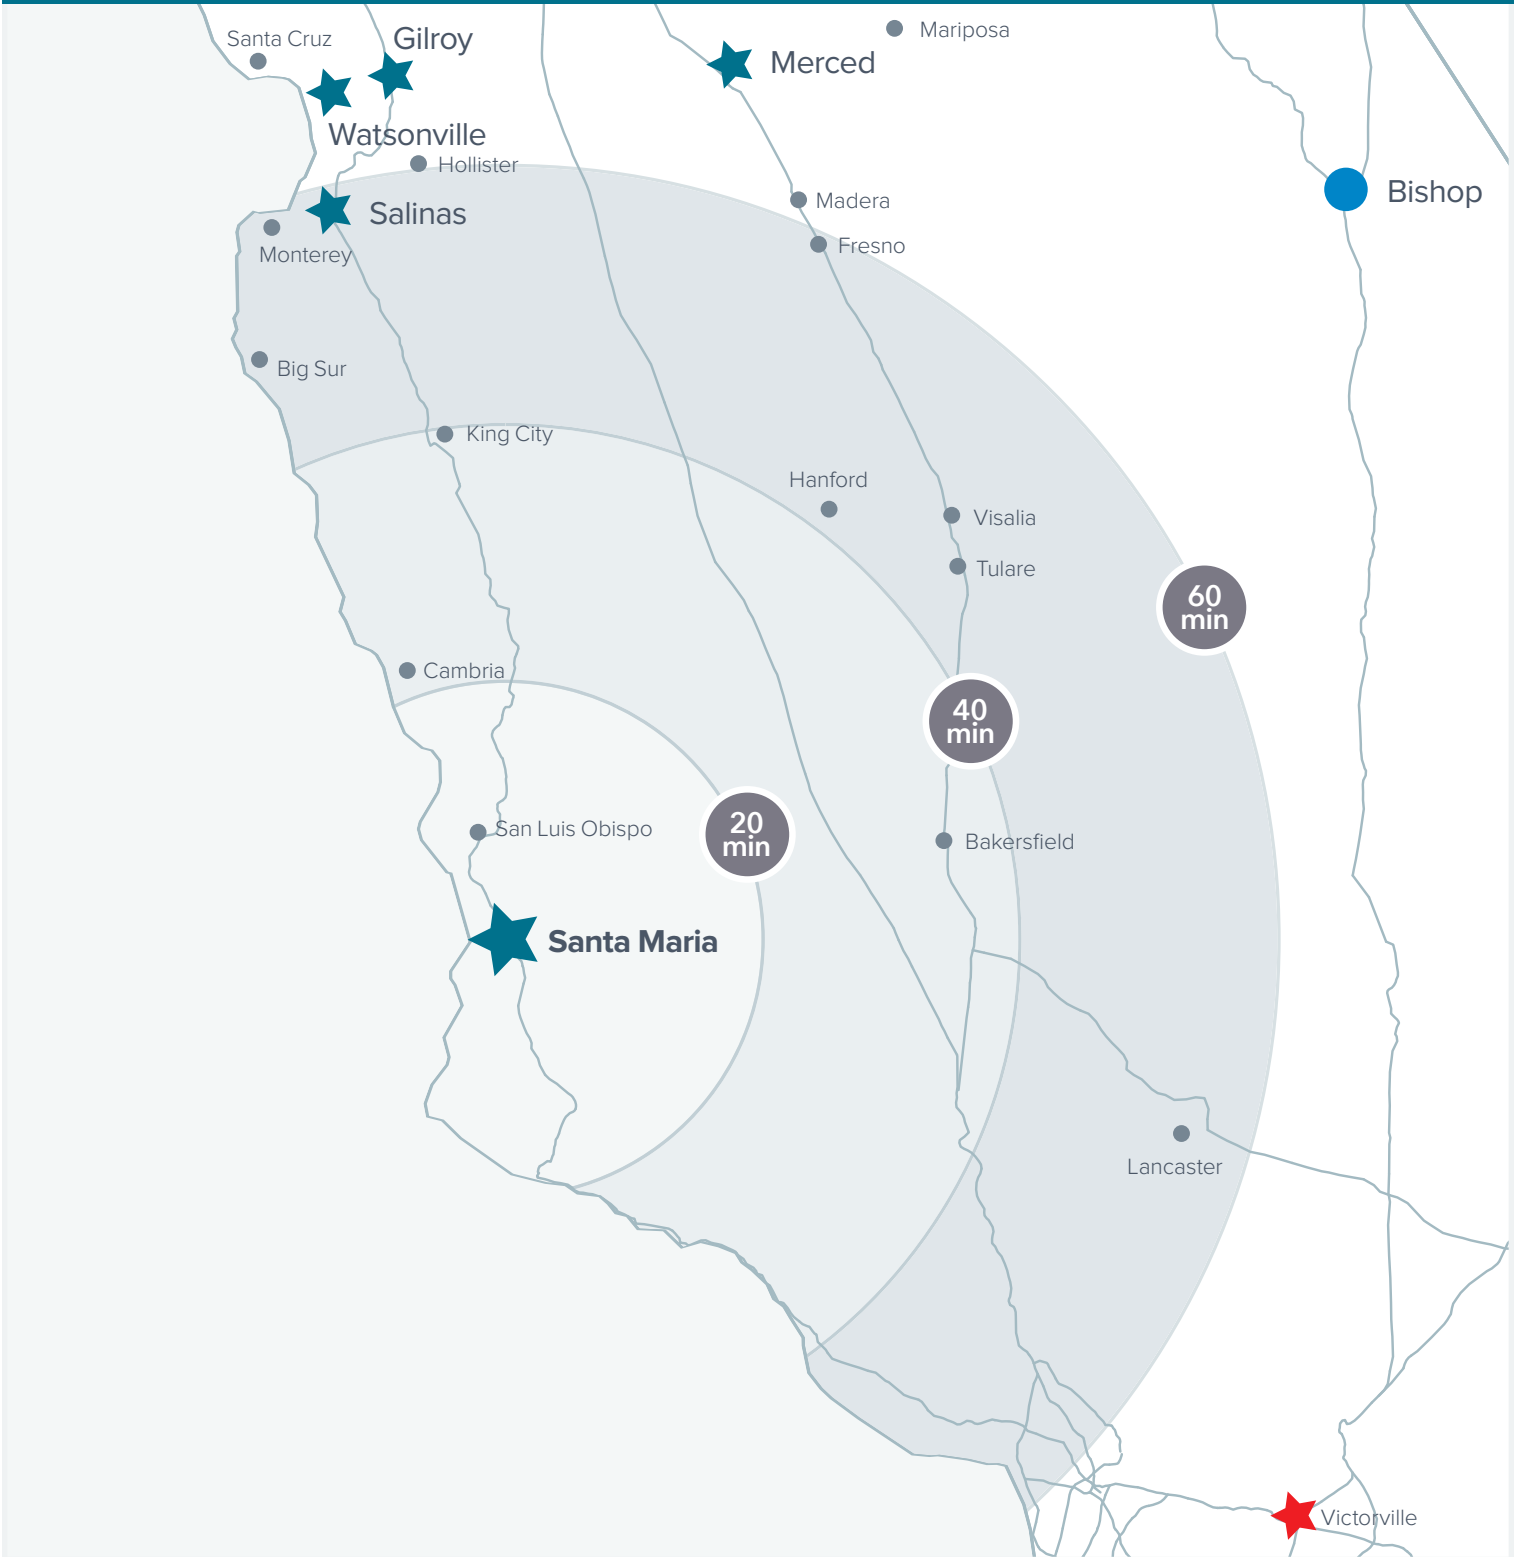 Mariposa
Santa Cruz
Gilroy
Merced
Watsonville
Hollister
Bishop
Madera
Salinas
Fresno
Monterey
Big Sur
King City
Hanford
Visalia
Tulare
60
min
Cambria
40
min
20
min
San Luis Obispo
Bakersfield
Santa Maria
Lancaster
Victorville